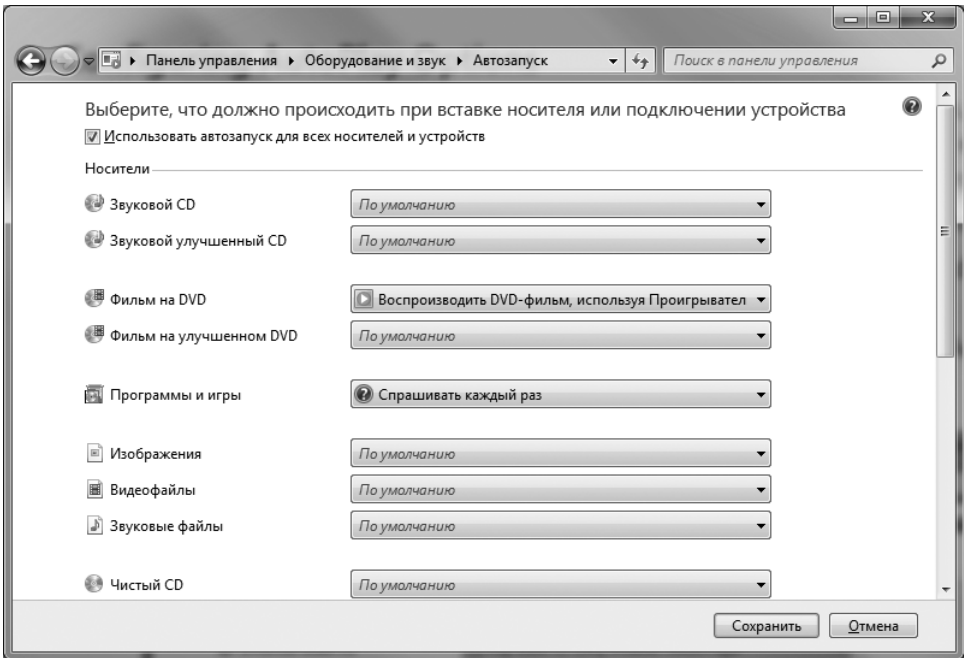 Панель управления ▸ Оборудование и звук ▸ Автозапуск
Поиск в панели управления
Выберите, что должно происходить при вставке носителя или подключении устройства
Использовать автозапуск для всех носителей и устройств
Носители
Звуковой CD По умолчанию
Звуковой улучшенный CD По умолчанию
Фильм на DVD Воспроизводить DVD-фильм, используя Проигрывател
Фильм на улучшенном DVD По умолчанию
Программы и игры Спрашивать каждый раз
Изображения По умолчанию
Видеофайлы По умолчанию
Звуковые файлы По умолчанию
Чистый CD По умолчанию
Сохранить Отмена